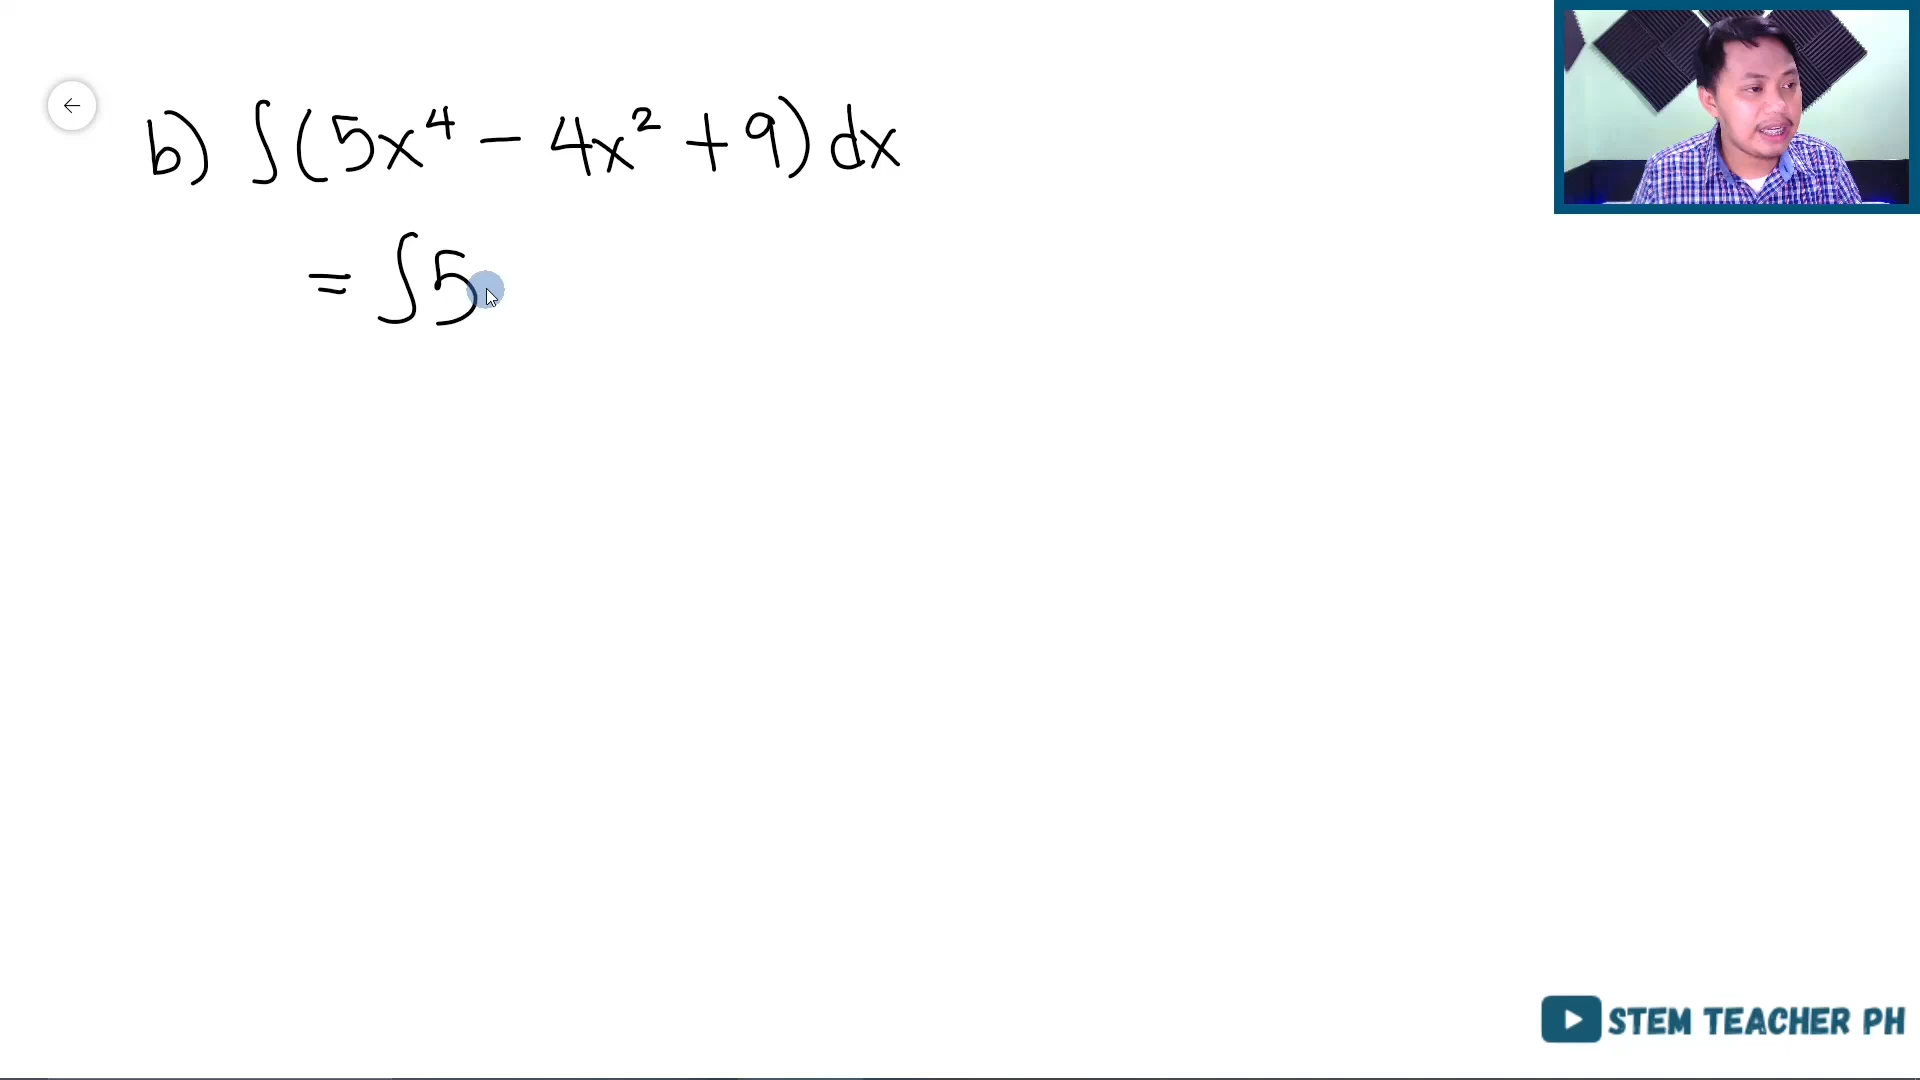 b) ∫(5x⁴ − 4x² + 9) dx
= ∫5
STEM TEACHER PH